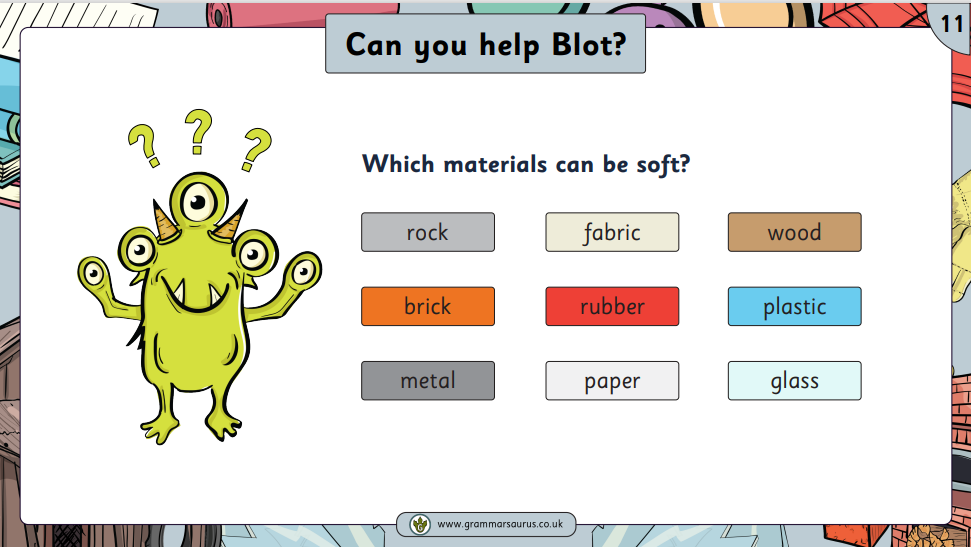 11
Can you help Blot?
? ? ?
Which materials can be soft?
rock fabric wood
brick rubber plastic
metal paper glass
www.grammarsaurus.co.uk